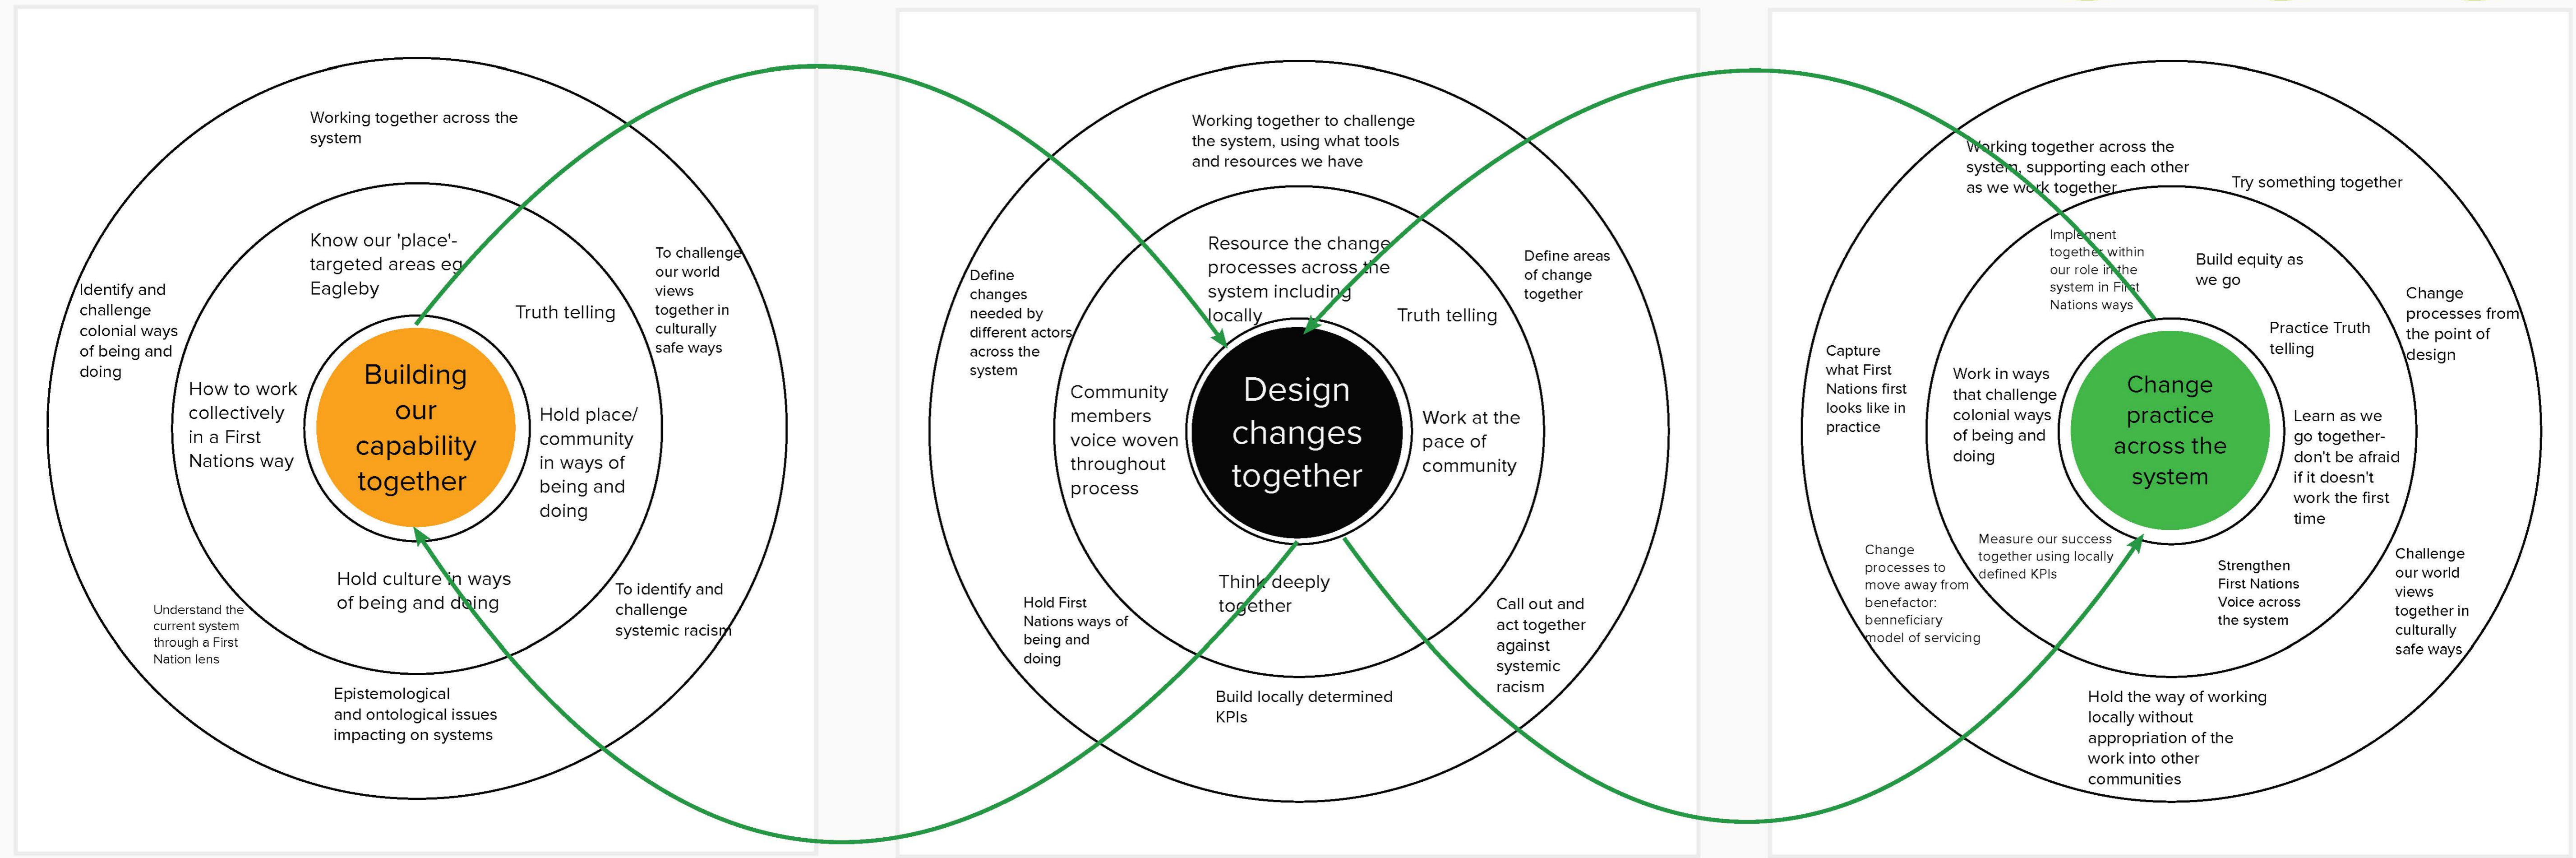 Working together across the
system
Know our 'place'-
targeted areas eg
Eagleby
Truth telling
To challenge
our world
views
together in
culturally
safe ways
Identify and
challenge
colonial ways
of being and
doing
How to work
collectively
in a First
Nations way
Building
our
capability
together
Hold place/
community
in ways of
being and
doing
Hold culture in ways
of being and doing
To identify and
challenge
systemic racism
Understand the
current system
through a First
Nation lens
Epistemological
and ontological issues
impacting on systems
Working together to challenge
the system, using what tools
and resources we have
Resource the change
processes across the
system including
locally
Truth telling
Define areas
of change
together
Define
changes
needed by
different actors
across the
system
Community
members
voice woven
throughout
process
Design
changes
together
Work at the
pace of
community
Think deeply
together
Hold First
Nations ways of
being and
doing
Call out and
act together
against
systemic
racism
Build locally determined
KPIs
Working together across the
system, supporting each other
as we work together
Try something together
Implement
together within
our role in the
system in First
Nations ways
Build equity as
we go
Practice Truth
telling
Change
processes from
the point of
design
Capture
what First
Nations first
looks like in
practice
Work in ways
that challenge
colonial ways
of being and
doing
Change
practice
across the
system
Learn as we
go together-
don't be afraid
if it doesn't
work the first
time
Measure our success
together using locally
defined KPIs
Change
processes to
move away from
benefactor:
benneficiary
model of servicing
Strengthen
First Nations
Voice across
the system
Challenge
our world
views
together in
culturally
safe ways
Hold the way of working
locally without
appropriation of the
work into other
communities